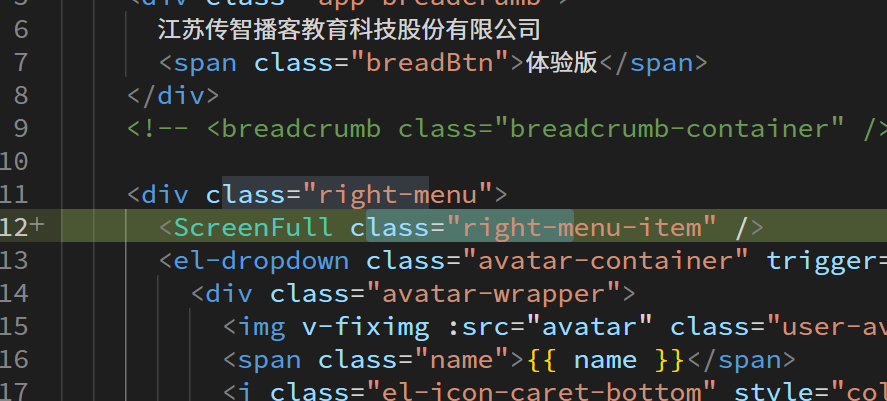 5 <div class="app-breadcrumb">
6 江苏传智播客教育科技股份有限公司
7 <span class="breadBtn">体验版</span>
8 </div>
9 <!-- <breadcrumb class="breadcrumb-container" />
10
11 <div class="right-menu">
12+ <ScreenFull class="right-menu-item" />
13 <el-dropdown class="avatar-container" trigger=
14 <div class="avatar-wrapper">
15 <img v-fiximg :src="avatar" class="user-av
16 <span class="name">{{ name }}</span>
17 <i class="el-icon-caret-bottom" style="col